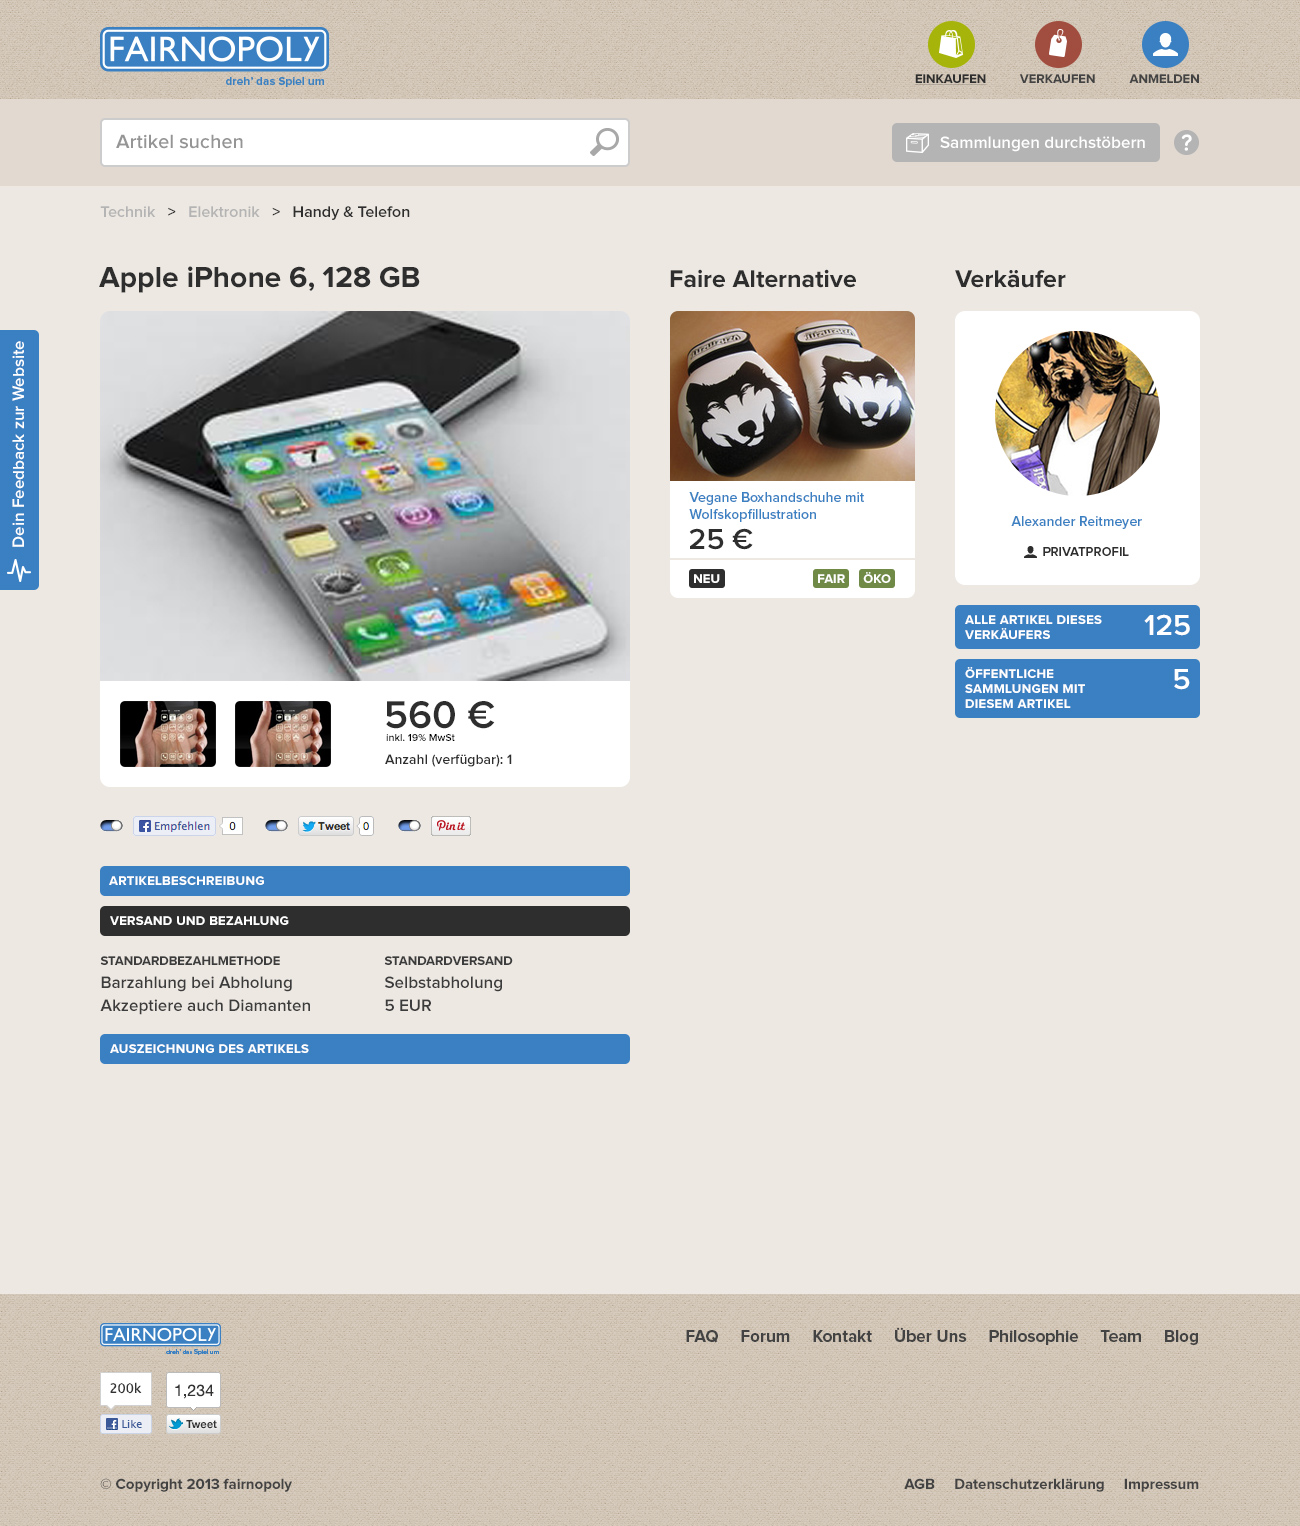 FAIRNOPOLY
dreh' das Spiel um
EINKAUFEN
VERKAUFEN
ANMELDEN
Artikel suchen
Sammlungen durchstöbern
?
Technik > Elektronik > Handy & Telefon
Apple iPhone 6, 128 GB
Faire Alternative
Verkäufer
Dein Feedback zur Website
7
Vegane Boxhandschuhe mit
Wolfskopfillustration
25 €
NEU
FAIR
ÖKO
Alexander Reitmeyer
PRIVATPROFIL
ALLE ARTIKEL DIESES
VERKÄUFERS
125
ÖFFENTLICHE
SAMMLUNGEN MIT
DIESEM ARTIKEL
5
560 €
inkl. 19% MwSt
Anzahl (verfügbar): 1
Empfehlen
0
Tweet
0
Pinit
ARTIKELBESCHREIBUNG
VERSAND UND BEZAHLUNG
STANDARDBEZAHLMETHODE
Barzahlung bei Abholung
Akzeptiere auch Diamanten
STANDARDVERSAND
Selbstabholung
5 EUR
AUSZEICHNUNG DES ARTIKELS
FAIRNOPOLY
dreh' das Spiel um
FAQ
Forum
Kontakt
Über Uns
Philosophie
Team
Blog
200k
1,234
Like
Tweet
© Copyright 2013 fairnopoly
AGB
Datenschutzerklärung
Impressum